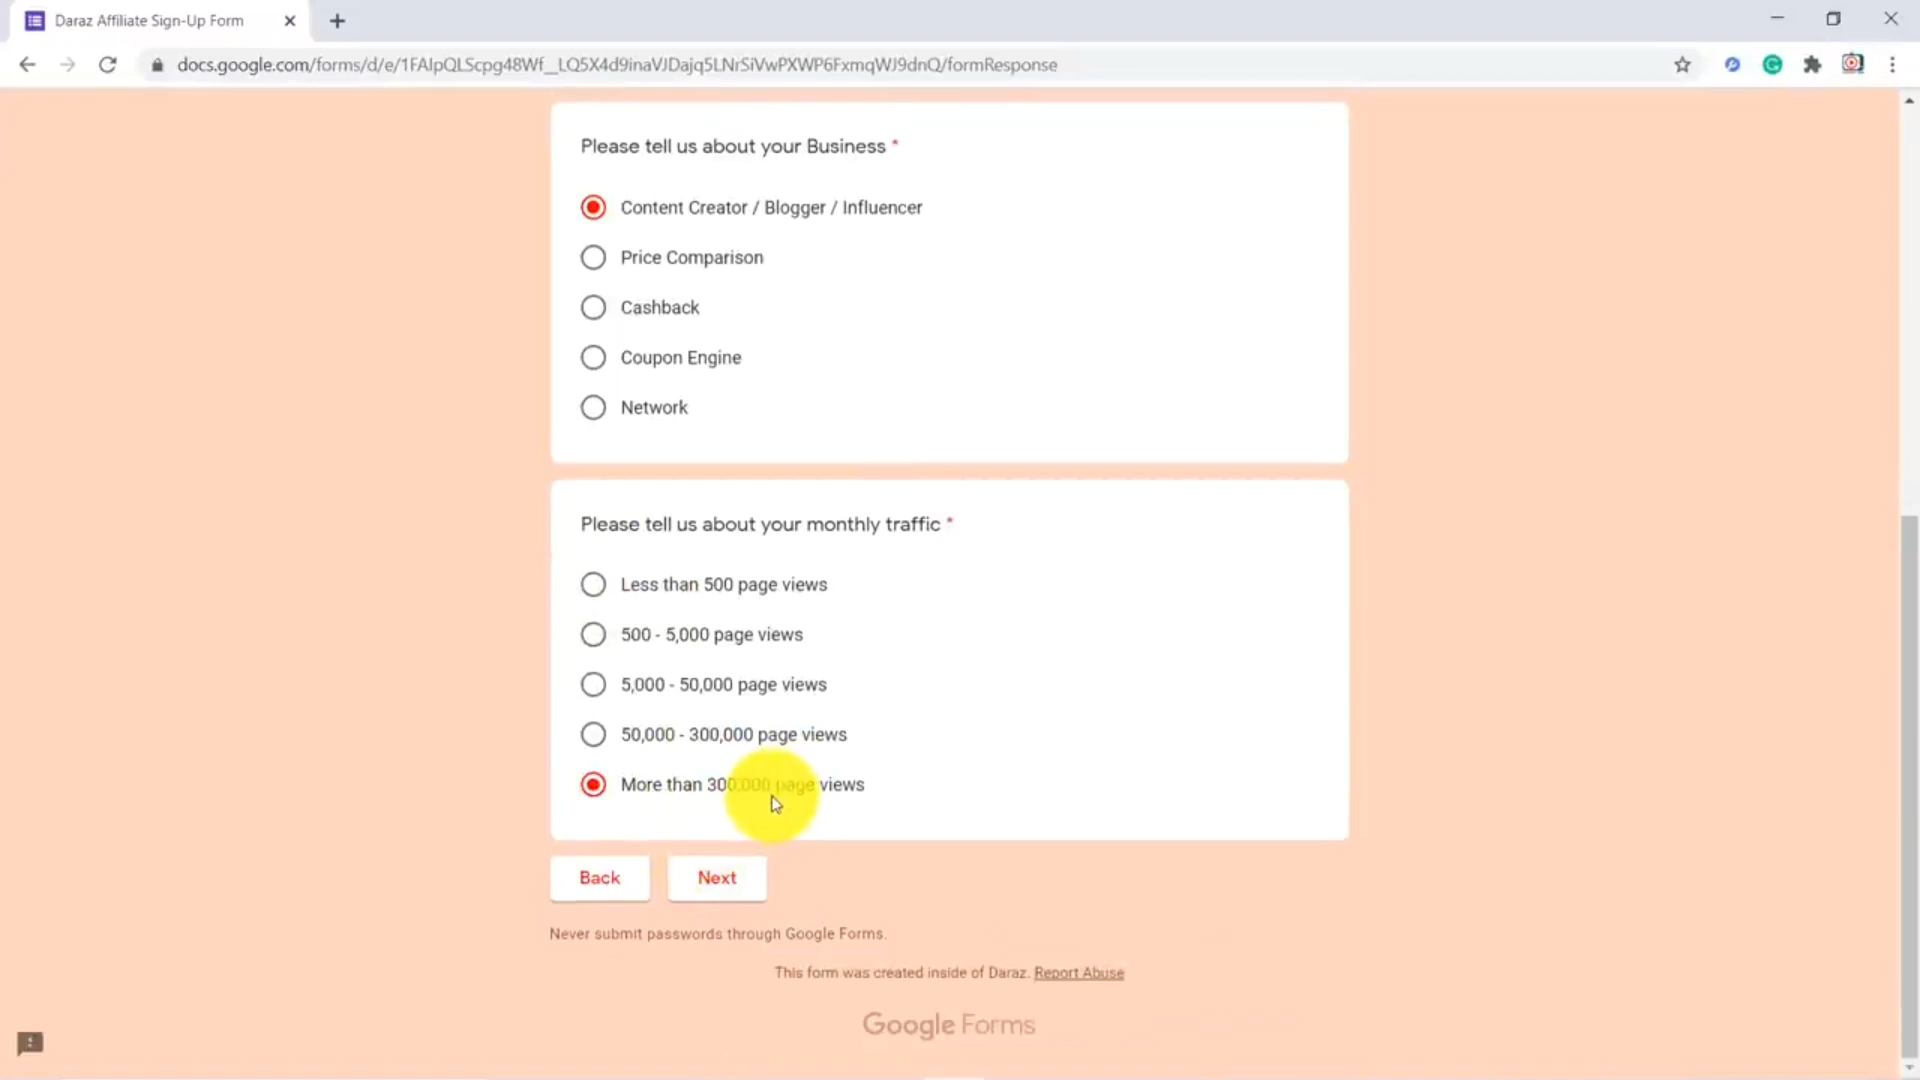 Daraz Affiliate Sign-Up Form
docs.google.com/forms/d/e/1FAIpQLScpg48Wf__LQ5X4d9inaVJDajq5LNrSiVwPXWP6FxmqWJ9dnQ/formResponse
Please tell us about your Business *
Content Creator / Blogger / Influencer
Price Comparison
Cashback
Coupon Engine
Network
Please tell us about your monthly traffic *
Less than 500 page views
500 - 5,000 page views
5,000 - 50,000 page views
50,000 - 300,000 page views
More than 300,000 page views
Back Next
Never submit passwords through Google Forms.
This form was created inside of Daraz. Report Abuse
Google Forms